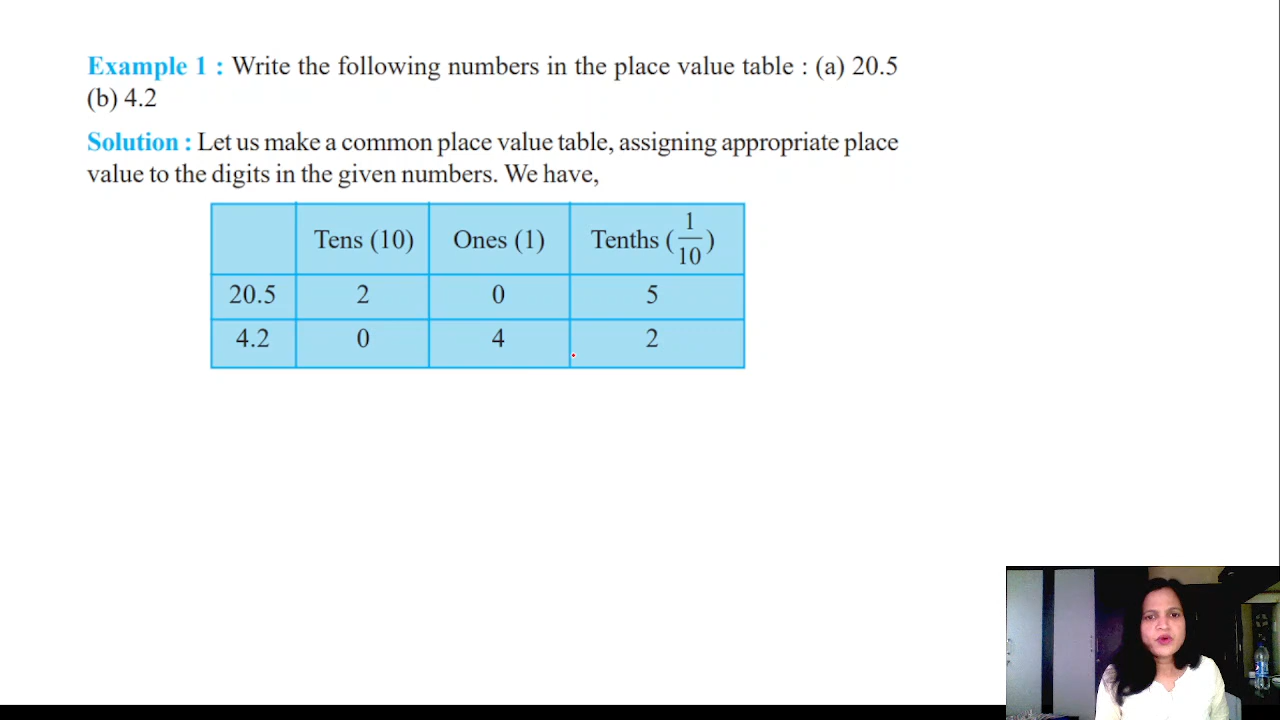 Example 1 : Write the following numbers in the place value table : (a) 20.5
(b) 4.2
Solution : Let us make a common place value table, assigning appropriate place
value to the digits in the given numbers. We have,
Tens (10) Ones (1) Tenths (1/10)
20.5 2 0 5
4.2 0 4 2